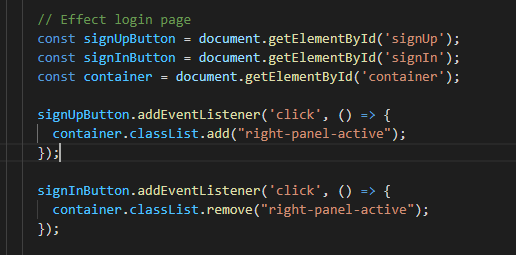 // Effect login page
const signUpButton = document.getElementById('signUp');
const signInButton = document.getElementById('signIn');
const container = document.getElementById('container');
signUpButton.addEventListener('click', () => {
container.classList.add("right-panel-active");
});
signInButton.addEventListener('click', () => {
container.classList.remove("right-panel-active");
});